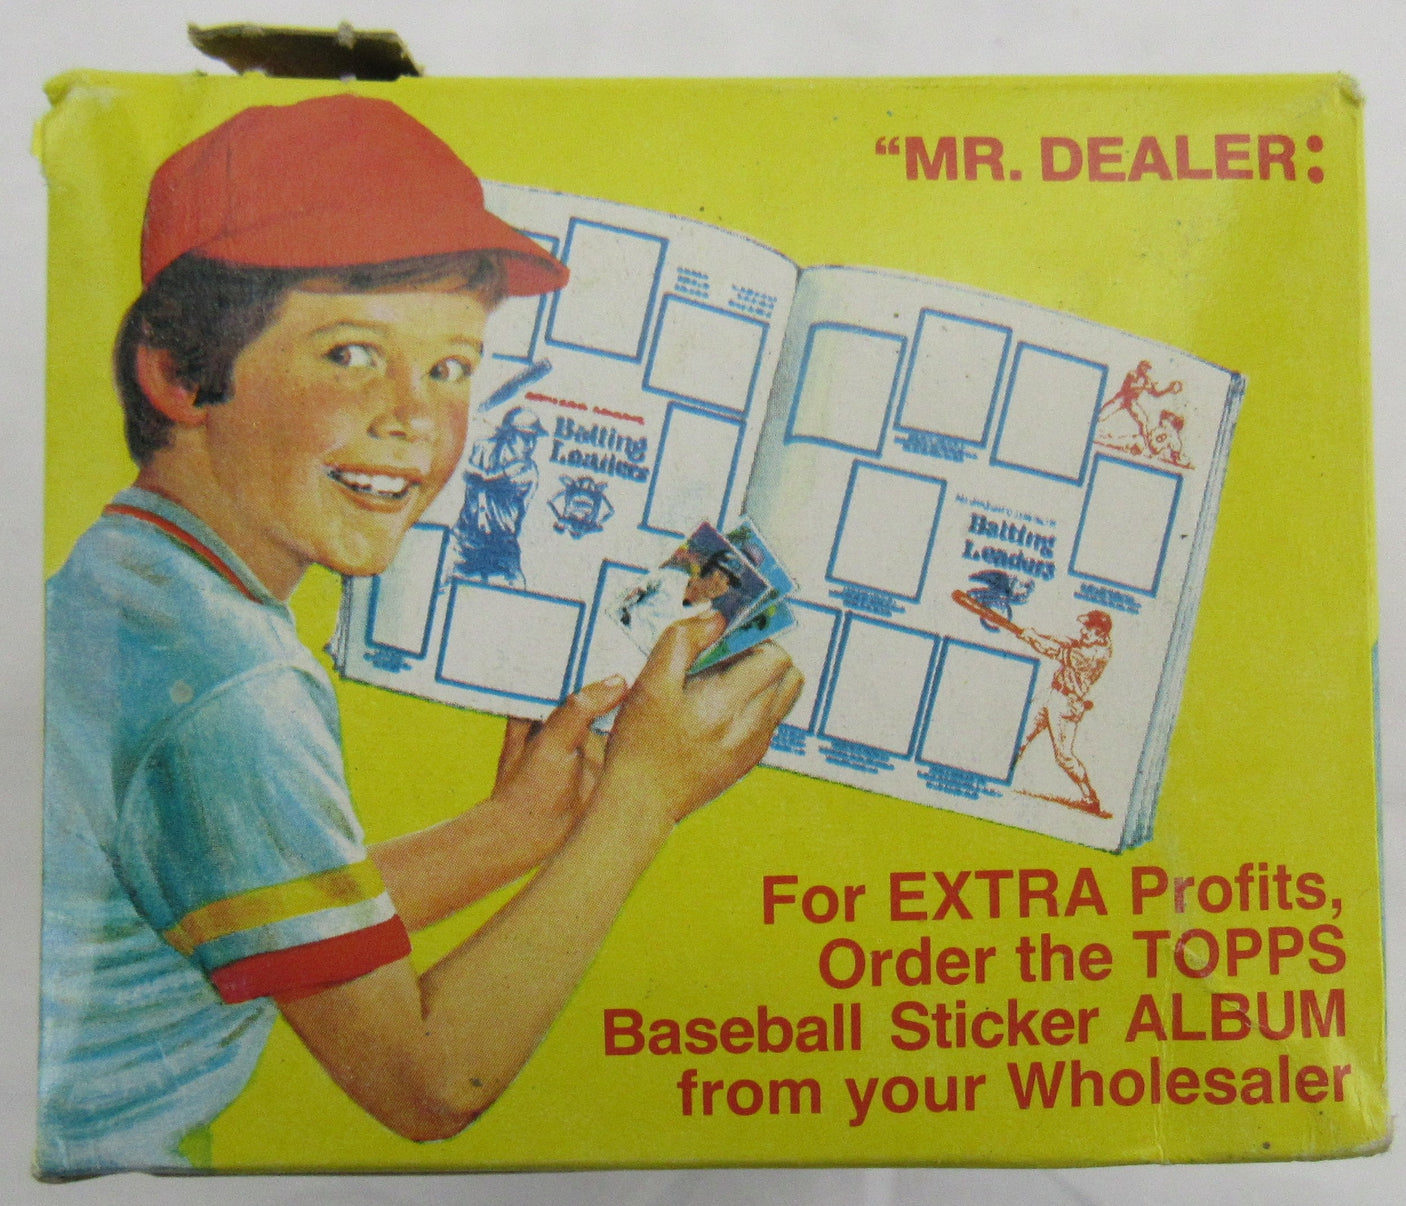 “MR. DEALER:
Batting
Leaders
Batting
Leaders
For EXTRA Profits,
Order the TOPPS
Baseball Sticker ALBUM
from your Wholesaler